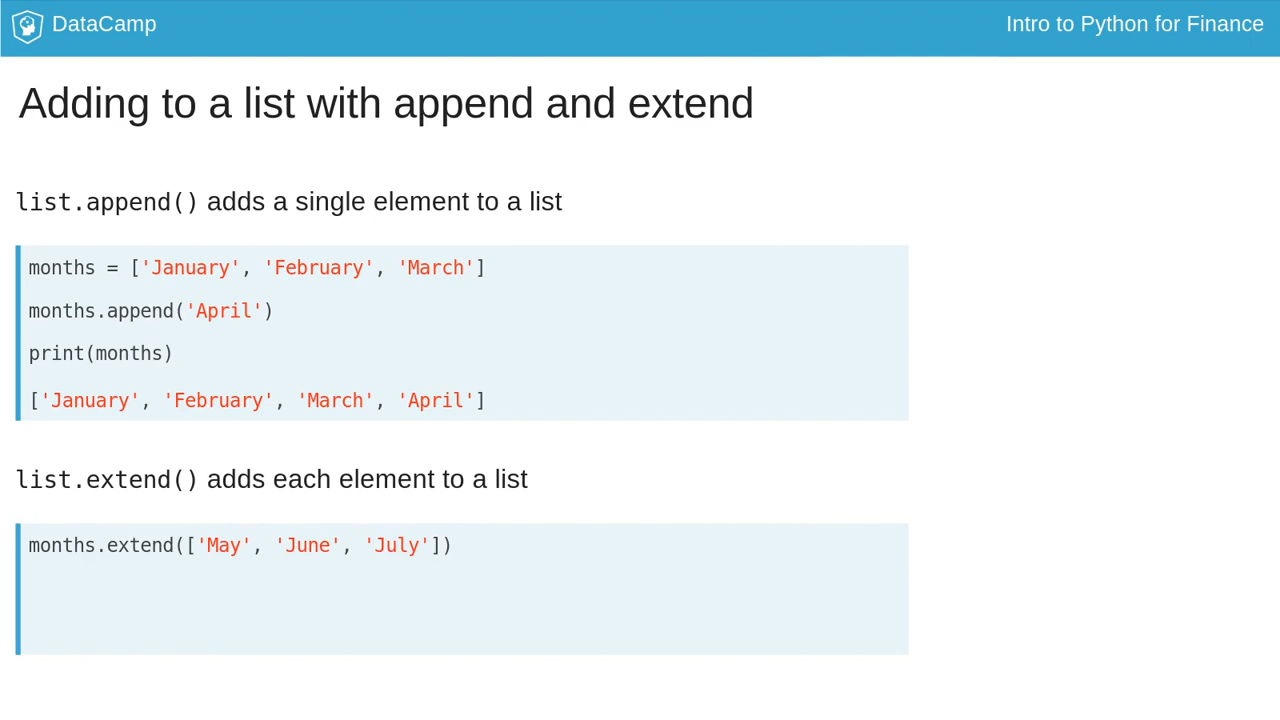 DataCamp
Intro to Python for Finance
Adding to a list with append and extend
list.append() adds a single element to a list
months = ['January', 'February', 'March']
months.append('April')
print(months)
['January', 'February', 'March', 'April']
list.extend() adds each element to a list
months.extend(['May', 'June', 'July'])